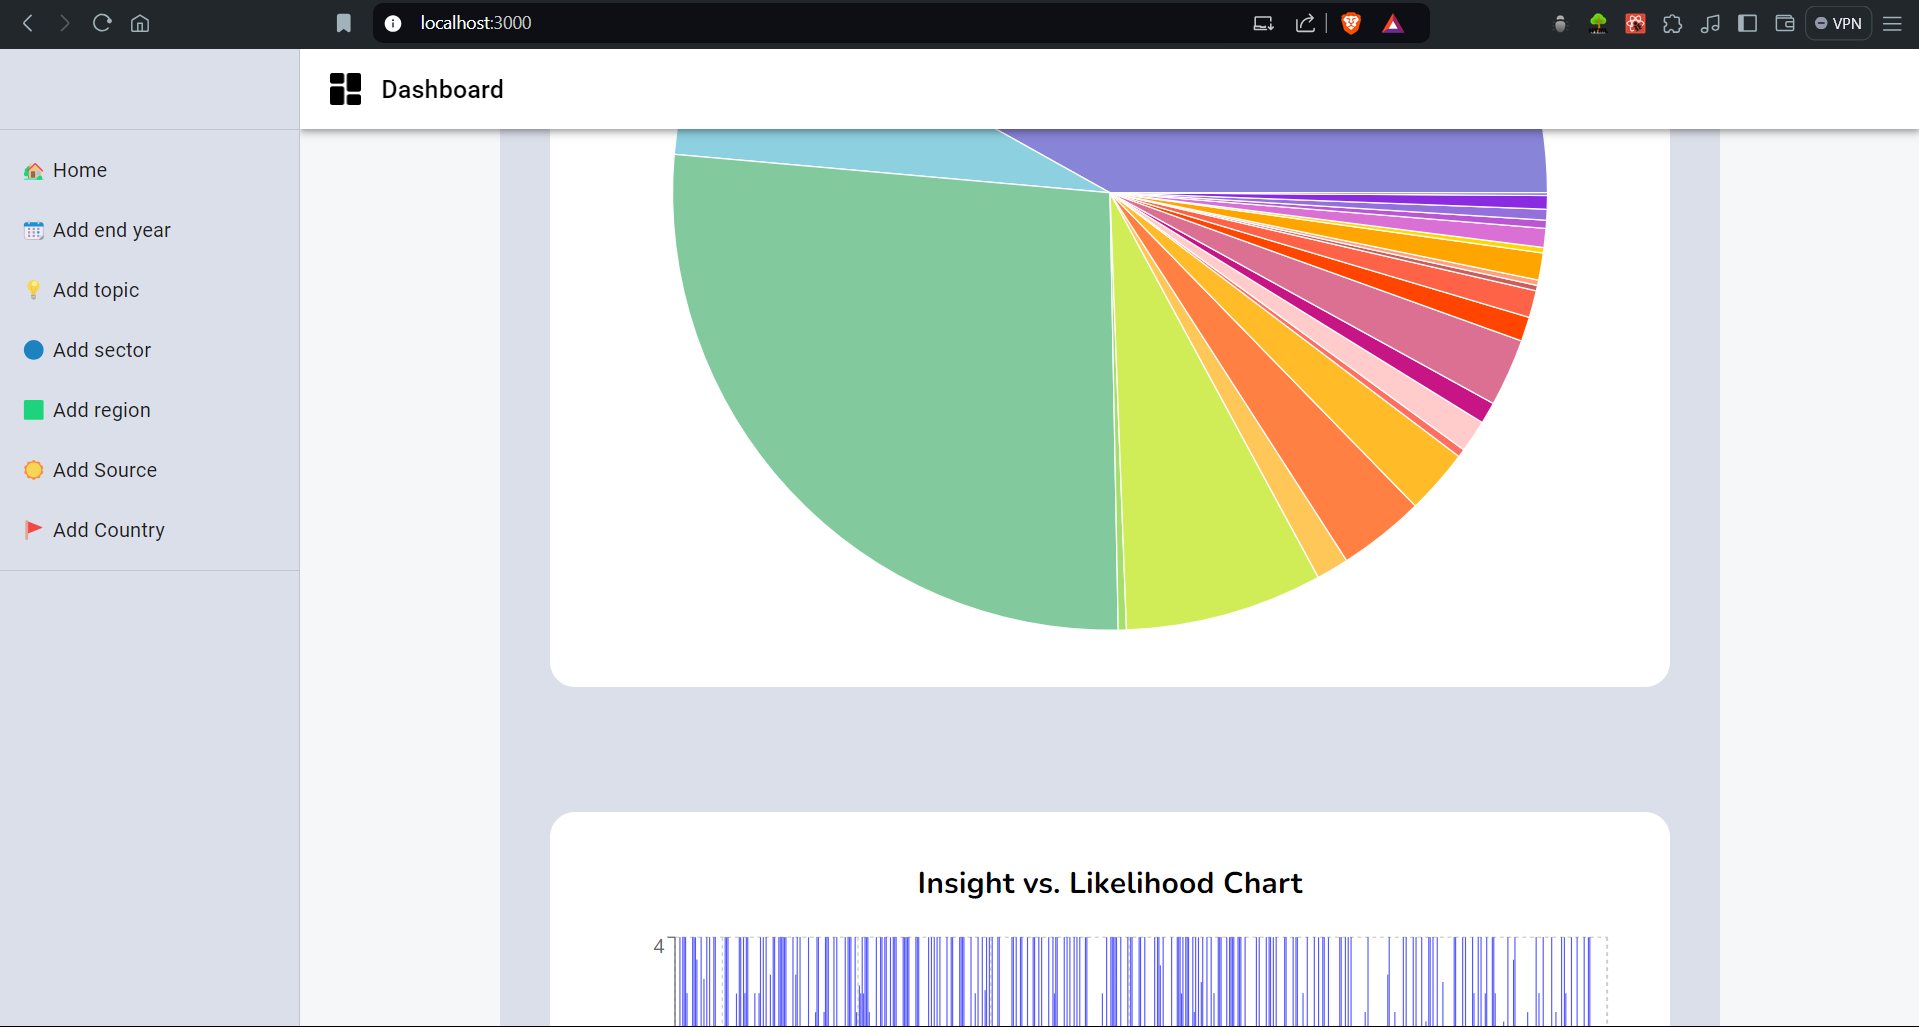 localhost:3000
VPN
Dashboard
Home
Add end year
Add topic
Add sector
Add region
Add Source
Add Country
Insight vs. Likelihood Chart
4